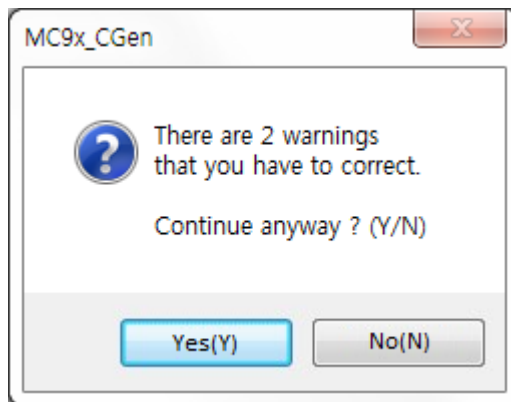 MC9x_CGen
There are 2 warnings
that you have to correct.
Continue anyway ? (Y/N)
Yes(Y)
No(N)